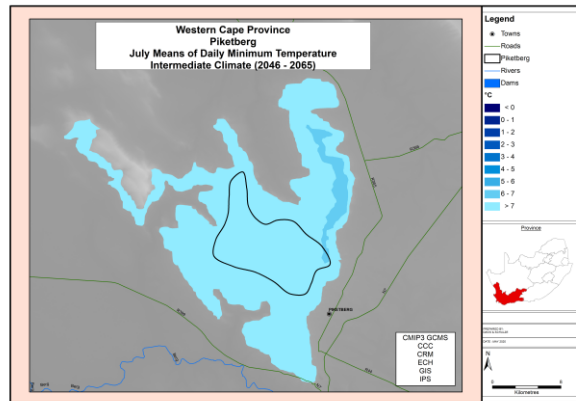 Western Cape Province
Piketberg
July Means of Daily Minimum Temperature
Intermediate Climate (2046 - 2065)
Legend
Towns
Roads
Piketberg
Rivers
Dams
°C
< 0
0 - 1
1 - 2
2 - 3
3 - 4
4 - 5
5 - 6
6 - 7
> 7
Province
PIKETBERG
CMIP3 GCMS
CCC
CRM
ECH
GIS
IPS
N
Kilometres